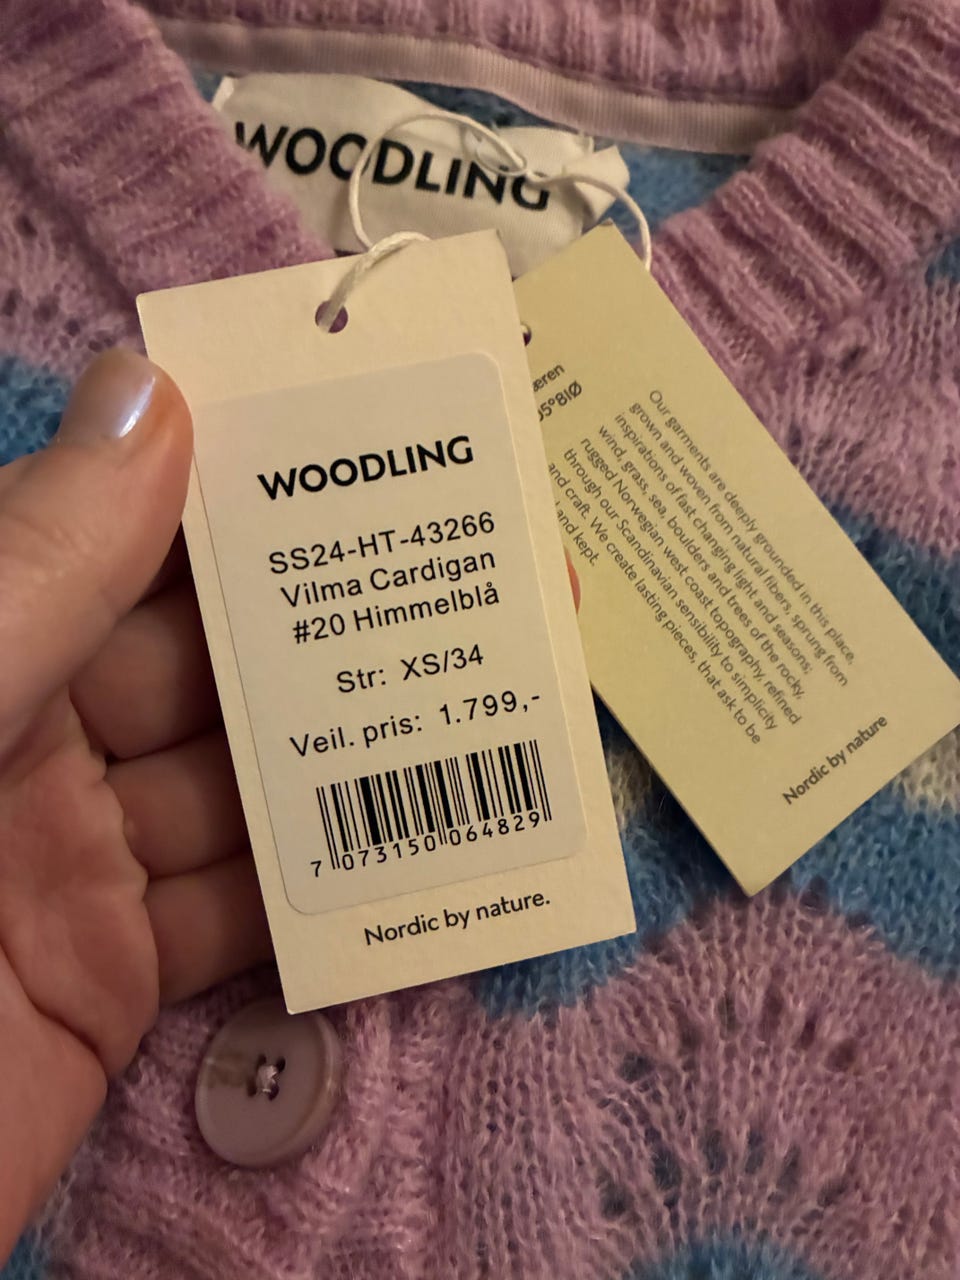 WOODLING
WOODLING
SS24-HT-43266
Vilma Cardigan
#20 Himmelblå
Str: XS/34
Veil. pris: 1.799,-
7 073150 064829
Nordic by nature.
Our garments are deeply grounded in this place,
grown and woven from natural fibers, sprung from
inspirations of fast changing light and seasons;
wind, grass, sea, boulders and trees of the rocky,
rugged Norwegian west coast topography, refined
through our Scandinavian sensibility to simplicity
and craft. We create lasting pieces, that ask to be
and kept.
Nordic by nature